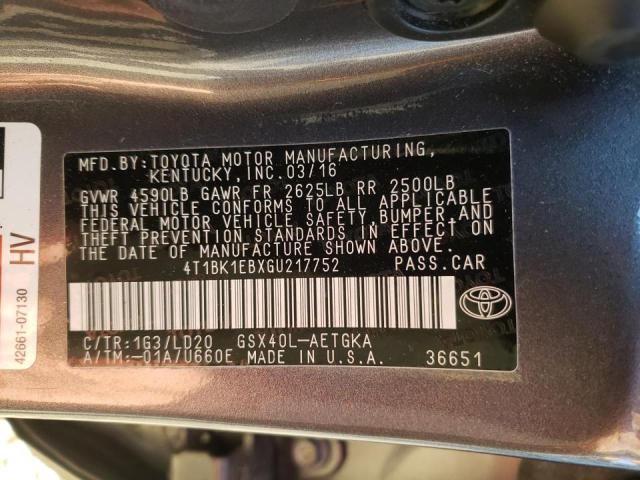 MFD.BY:TOYOTA MOTOR MANUFACTURING,
KENTUCKY,INC.03/16
GVWR 4590LB GAWR FR 2625LB RR 2500LB
THIS VEHICLE CONFORMS TO ALL APPLICABLE
FEDERAL MOTOR VEHICLE SAFETY,BUMPER,AND
THEFT PREVENTION STANDARDS IN EFFECT ON
THE DATE OF MANUFACTURE SHOWN ABOVE.
4T1BK1EBXGU217752 PASS.CAR
C/TR:1G3/LD20 GSX40L-AETGKA
A/TM:-01A/U660E MADE IN U.S.A. 36651
HV
42661-07130